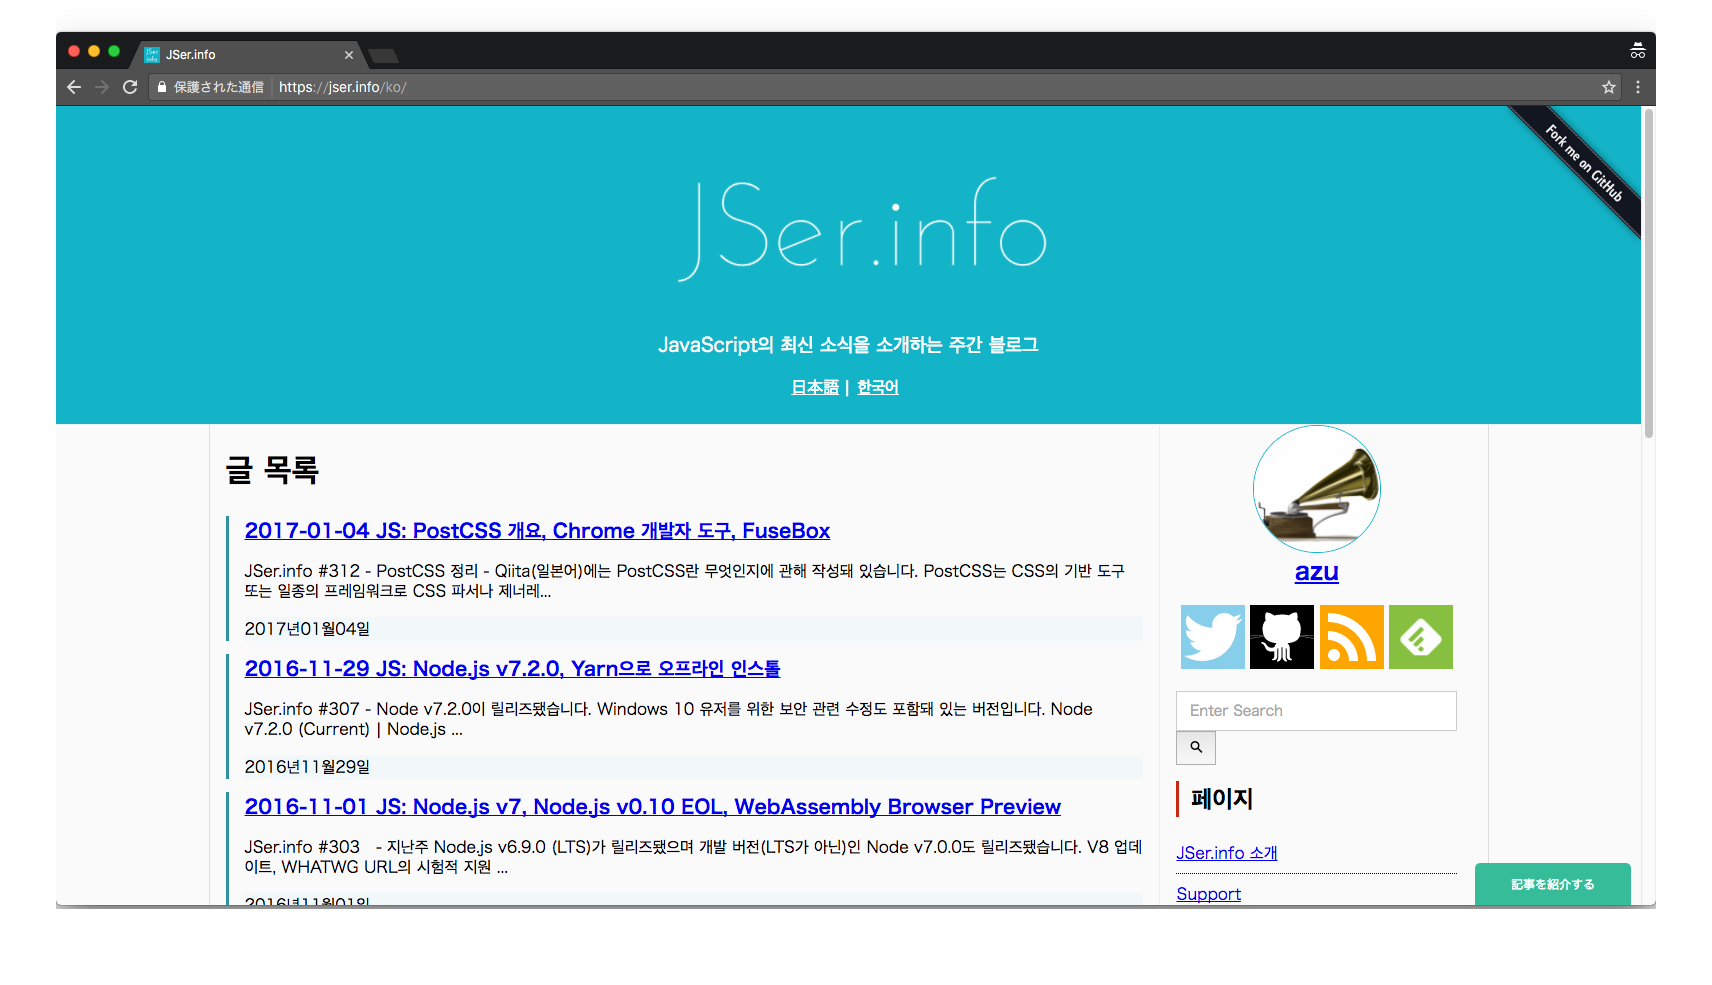 JSer.info
保護された通信 https://jser.info/ko/
Fork me on GitHub
JSer.info
JavaScript의 최신 소식을 소개하는 주간 블로그
日本語 | 한국어
글 목록
2017-01-04 JS: PostCSS 개요, Chrome 개발자 도구, FuseBox
JSer.info #312 - PostCSS 정리 - Qiita(일본어)에는 PostCSS란 무엇인지에 관해 작성돼 있습니다. PostCSS는 CSS의 기반 도구
또는 일종의 프레임워크로 CSS 파서나 제너레...
2017년01월04일
2016-11-29 JS: Node.js v7.2.0, Yarn으로 오프라인 인스톨
JSer.info #307 - Node v7.2.0이 릴리즈됐습니다. Windows 10 유저를 위한 보안 관련 수정도 포함돼 있는 버전입니다. Node
v7.2.0 (Current) | Node.js ...
2016년11월29일
2016-11-01 JS: Node.js v7, Node.js v0.10 EOL, WebAssembly Browser Preview
JSer.info #303 - 지난주 Node.js v6.9.0 (LTS)가 릴리즈됐으며 개발 버전(LTS가 아닌)인 Node v7.0.0도 릴리즈됐습니다. V8 업데
이트, WHATWG URL의 시험적 지원 ...
2016년11월01일
azu
Enter Search
페이지
JSer.info 소개
Support
記事を紹介する